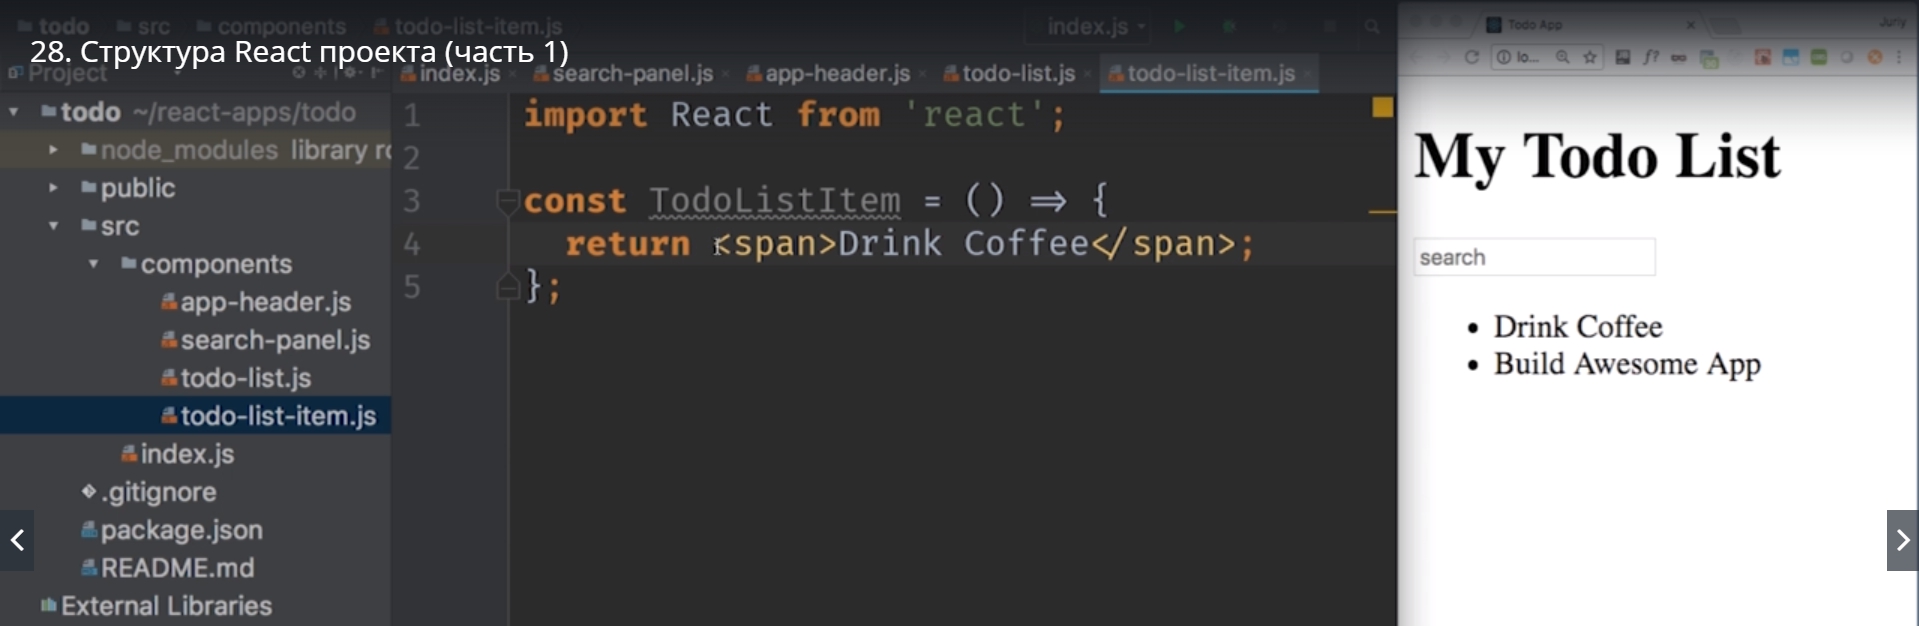 todo src components todo-list-item.js index.js
28. Структура React проекта (часть 1)
Project index.js search-panel.js app-header.js todo-list.js todo-list-item.js
todo ~/react-apps/todo
node_modules library
public
src
components
app-header.js
search-panel.js
todo-list.js
todo-list-item.js
index.js
.gitignore
package.json
README.md
External Libraries
1 import React from 'react';
2
3 const TodoListItem = () => {
4 return <span>Drink Coffee</span>;
5 };
Todo App
Juriy
lo...
f?
My Todo List
search
• Drink Coffee
• Build Awesome App